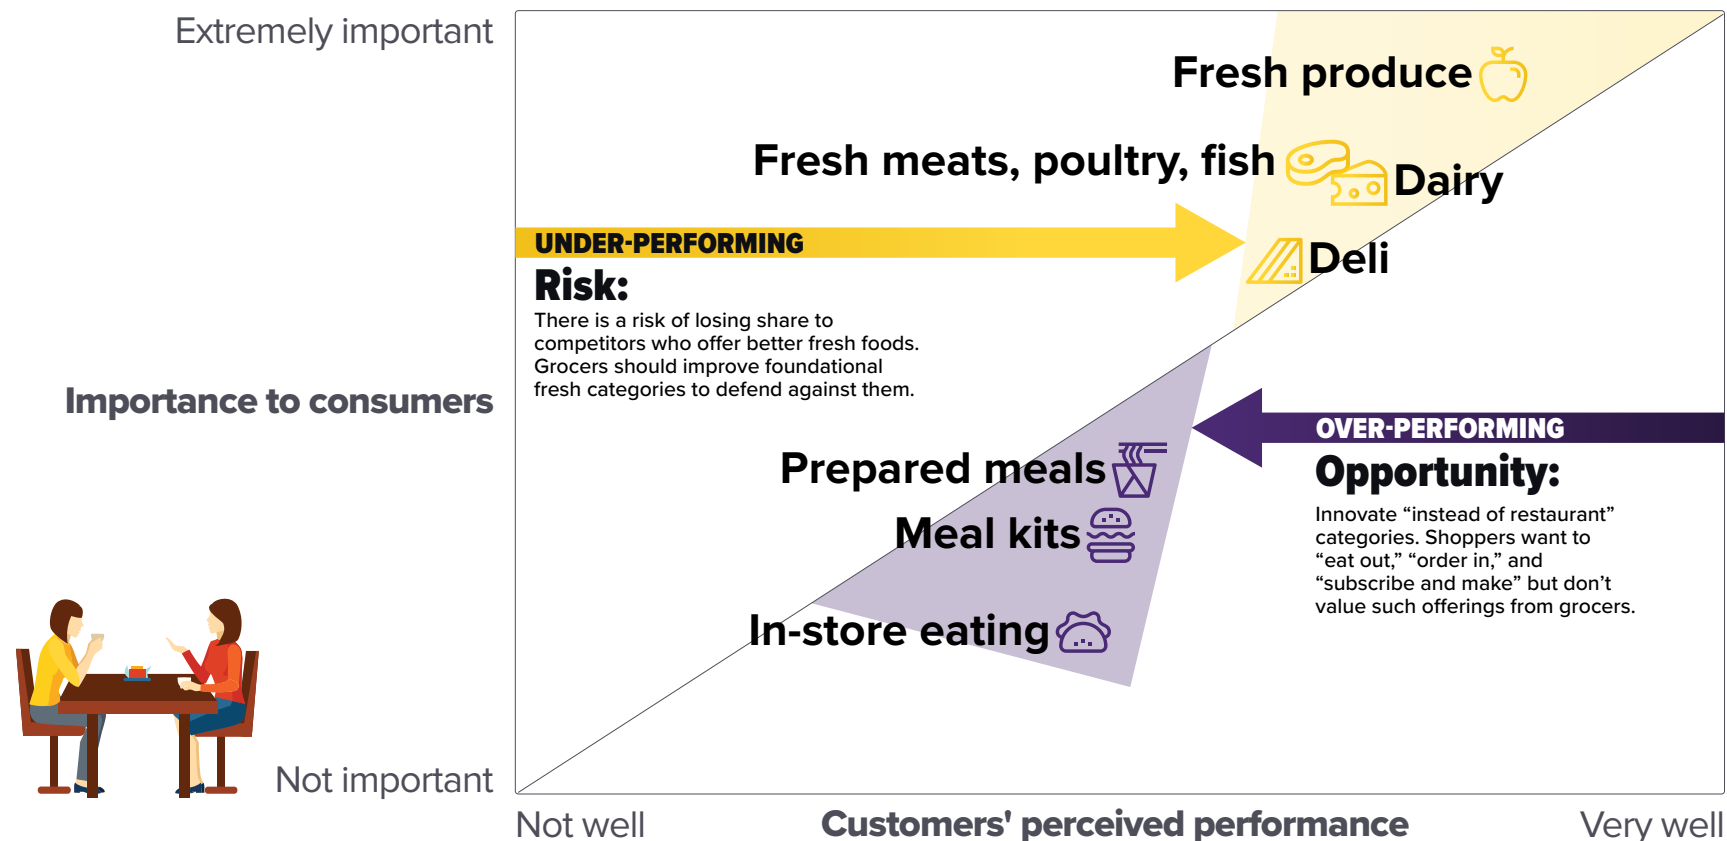 Extremely important
Fresh produce
Fresh meats, poultry, fish
Dairy
UNDER-PERFORMING
Deli
Risk:
There is a risk of losing share to
competitors who offer better fresh foods.
Grocers should improve foundational
fresh categories to defend against them.
Importance to consumers
OVER-PERFORMING
Opportunity:
Innovate “instead of restaurant”
categories. Shoppers want to
“eat out,” “order in,” and
“subscribe and make” but don’t
value such offerings from grocers.
Prepared meals
Meal kits
In-store eating
Not important
Not well
Customers' perceived performance
Very well